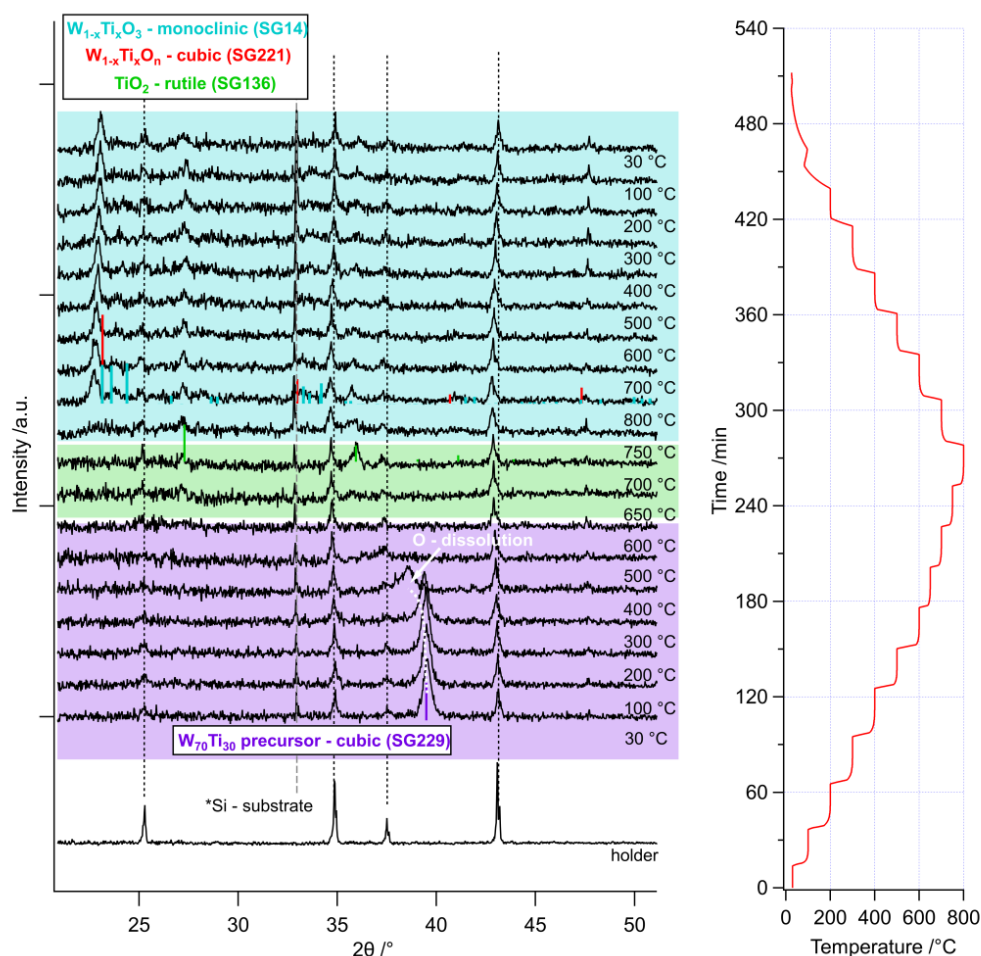 W1-xTixO3 - monoclinic (SG14)
W1-xTixOn - cubic (SG221)
TiO2 - rutile (SG136)
30 °C
100 °C
200 °C
300 °C
400 °C
500 °C
600 °C
700 °C
800 °C
750 °C
700 °C
650 °C
600 °C
O - dissolution
500 °C
400 °C
300 °C
200 °C
100 °C
30 °C
W70Ti30 precursor - cubic (SG229)
*Si - substrate
holder
Intensity /a.u.
25 30 35 40 45 50
2θ /°
540
480
420
360
300
240
180
120
60
0
Time /min
0 200 400 600 800
Temperature /°C